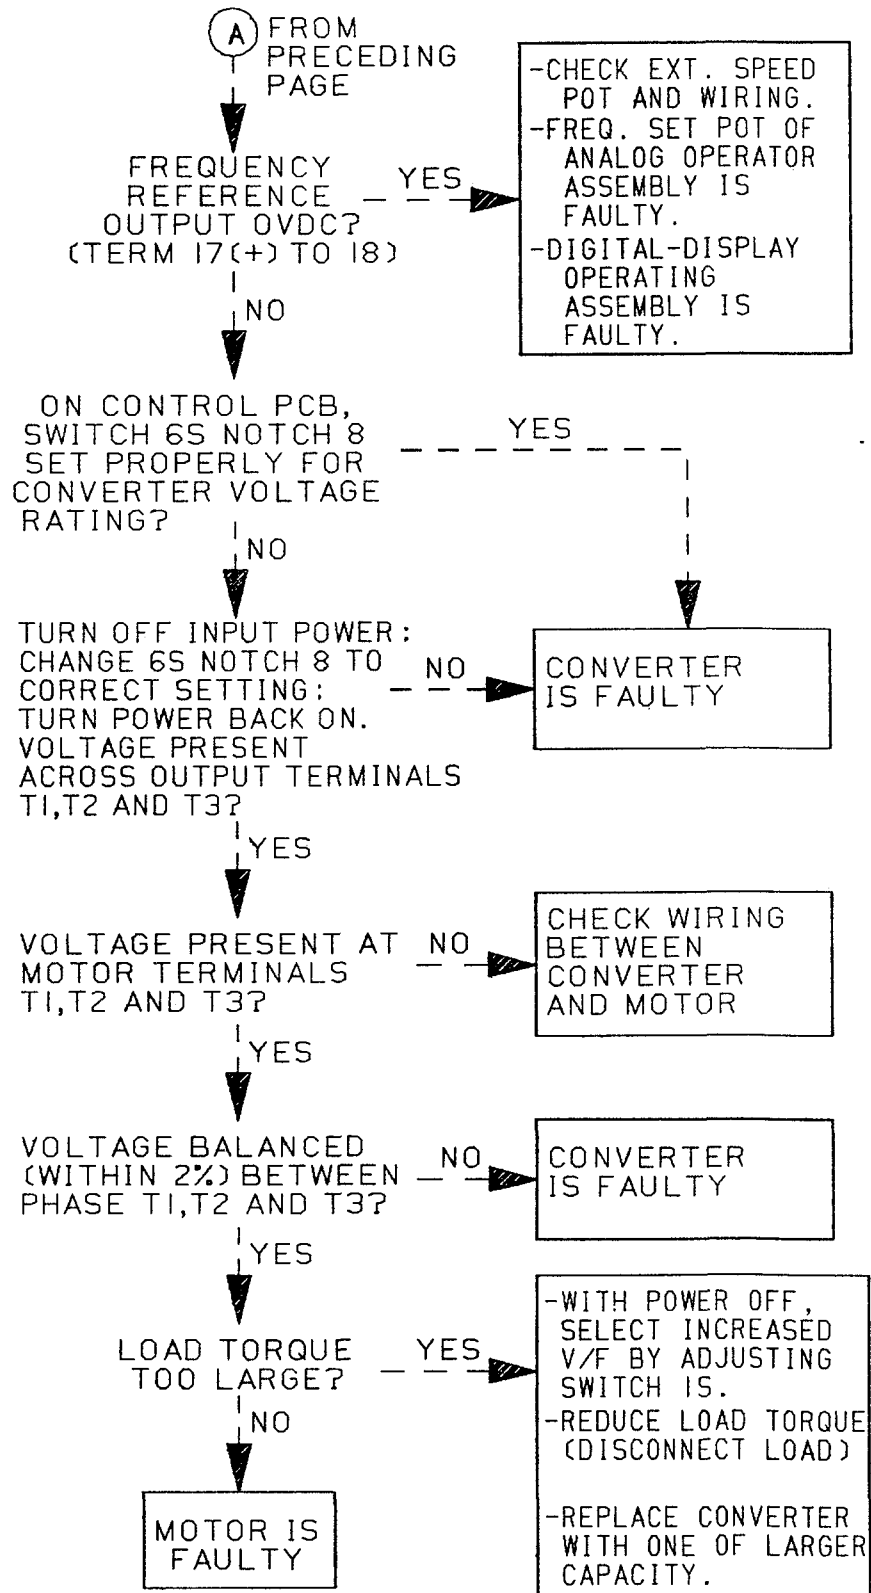 A FROM
PRECEDING
PAGE
FREQUENCY
REFERENCE
OUTPUT 0VDC?
(TERM 17(+) TO 18)
YES
-CHECK EXT. SPEED
POT AND WIRING.
-FREQ. SET POT OF
ANALOG OPERATOR
ASSEMBLY IS
FAULTY.
-DIGITAL-DISPLAY
OPERATING
ASSEMBLY IS
FAULTY.
NO
ON CONTROL PCB,
SWITCH 6S NOTCH 8
SET PROPERLY FOR
CONVERTER VOLTAGE
RATING?
YES
NO
TURN OFF INPUT POWER:
CHANGE 6S NOTCH 8 TO
CORRECT SETTING:
TURN POWER BACK ON.
VOLTAGE PRESENT
ACROSS OUTPUT TERMINALS
T1,T2 AND T3?
NO
CONVERTER
IS FAULTY
YES
VOLTAGE PRESENT AT
MOTOR TERMINALS
T1,T2 AND T3?
NO
CHECK WIRING
BETWEEN
CONVERTER
AND MOTOR
YES
VOLTAGE BALANCED
(WITHIN 2%) BETWEEN
PHASE T1,T2 AND T3?
NO
CONVERTER
IS FAULTY
YES
LOAD TORQUE
TOO LARGE?
YES
-WITH POWER OFF,
SELECT INCREASED
V/F BY ADJUSTING
SWITCH 1S.
-REDUCE LOAD TORQUE
(DISCONNECT LOAD)
-REPLACE CONVERTER
WITH ONE OF LARGER
CAPACITY.
NO
MOTOR IS
FAULTY